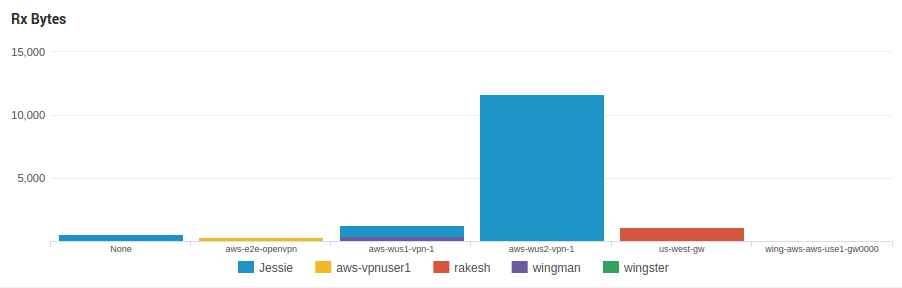 Rx Bytes
15,000
10,000
5,000
None aws-e2e-openvpn aws-wus1-vpn-1 aws-wus2-vpn-1 us-west-gw wing-aws-aws-use1-gw0000
Jessie aws-vpnuser1 rakesh wingman wingster